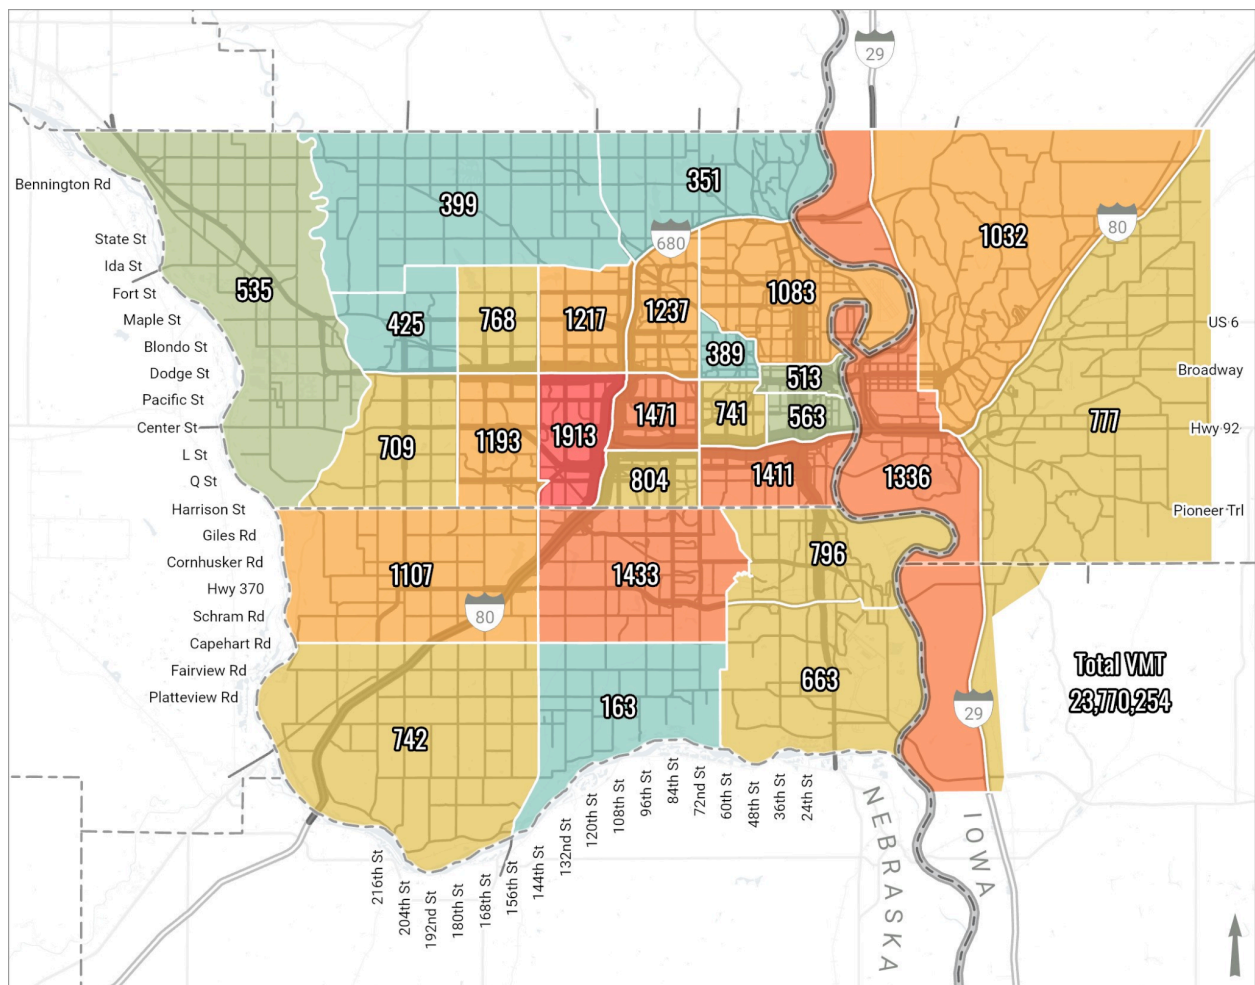 29
Bennington Rd
351
399
80
1032
State St
680
Ida St
535
1083
Fort St
1237
768
1217
425
Maple St
US 6
Blondo St
389
Broadway
Dodge St
513
Pacific St
1471
741
563
777
Center St
1913
1193
709
Hwy 92
L St
804
1411
1336
Q St
Harrison St
Pioneer Trl
Giles Rd
796
Cornhusker Rd
1107
1433
Hwy 370
80
Schram Rd
Capehart Rd
Total VMT
23,770,254
Fairview Rd
663
Platteview Rd
163
29
742
216th St
204th St
192nd St
180th St
168th St
156th St
144th St
132nd St
120th St
108th St
96th St
84th St
72nd St
60th St
48th St
36th St
24th St
NEBRASKA
IOWA